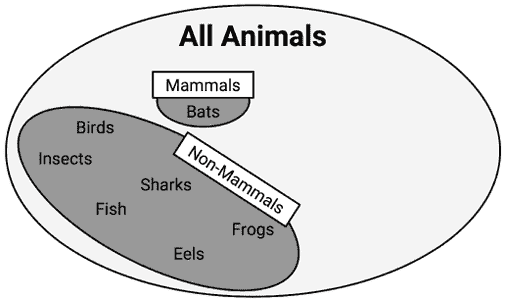 All Animals
Mammals
Bats
Birds
Non-Mammals
Insects
Sharks
Fish
Frogs
Eels